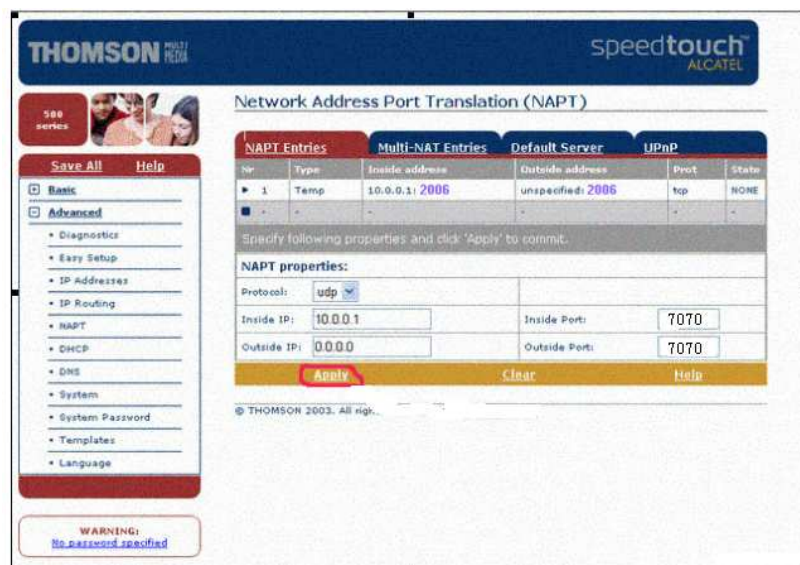 THOMSON MULTI MEDIA
speedtouch™
ALCATEL
500 series
Network Address Port Translation (NAPT)
NAPT Entries Multi-NAT Entries Default Server UPnP
Save All Help
Nr Type Inside address Outside address Prot State
1 Temp 10.0.0.1: 2006 unspecified: 2006 tcp NONE
- - - - - -
Basic
Advanced
• Diagnostics
• Easy Setup
• IP Addresses
• IP Routing
• NAPT
• DHCP
• DNS
• System
• System Password
• Templates
• Language
Specify following properties and click 'Apply' to commit.
NAPT properties:
Protocol: udp
Inside IP: 10.0.0.1 Inside Port: 7070
Outside IP: 0.0.0.0 Outside Port: 7070
Apply Clear Help
© THOMSON 2003. All
WARNING:
No password specified